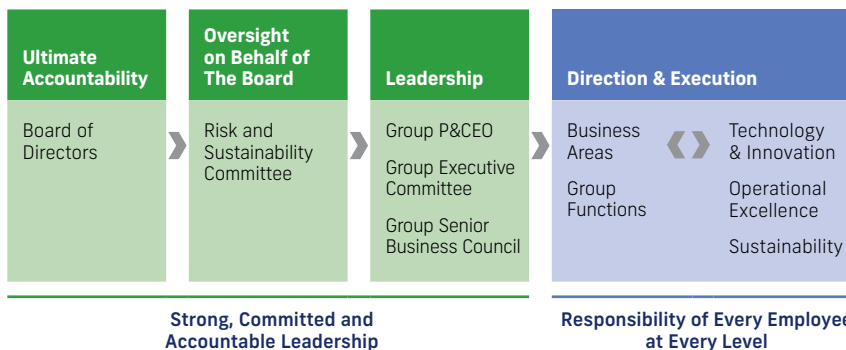 Ultimate
Accountability
Oversight
on Behalf of
The Board
Leadership
Direction & Execution
Board of
Directors
Risk and
Sustainability
Committee
Group P&CEO
Group Executive
Committee
Group Senior
Business Council
Business
Areas
Group
Functions
Technology
& Innovation
Operational
Excellence
Sustainability
Strong, Committed and
Accountable Leadership
Responsibility of Every Employee
at Every Level